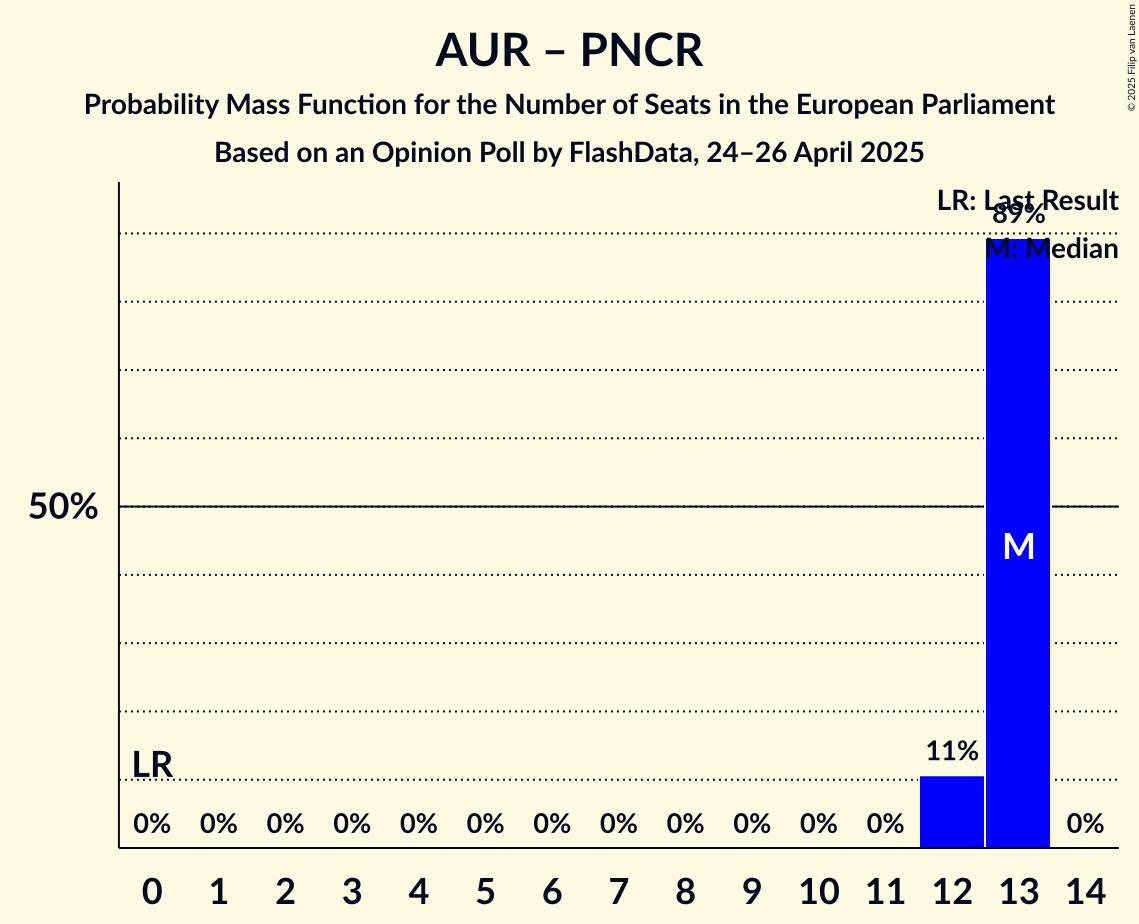 AUR – PNCR
Probability Mass Function for the Number of Seats in the European Parliament
Based on an Opinion Poll by FlashData, 24–26 April 2025
© 2025 Filip van Laenen
LR: Last Result
89%
M: Median
50%
M
11%
LR
0% 0% 0% 0% 0% 0% 0% 0% 0% 0% 0% 0% 0%
0 1 2 3 4 5 6 7 8 9 10 11 12 13 14